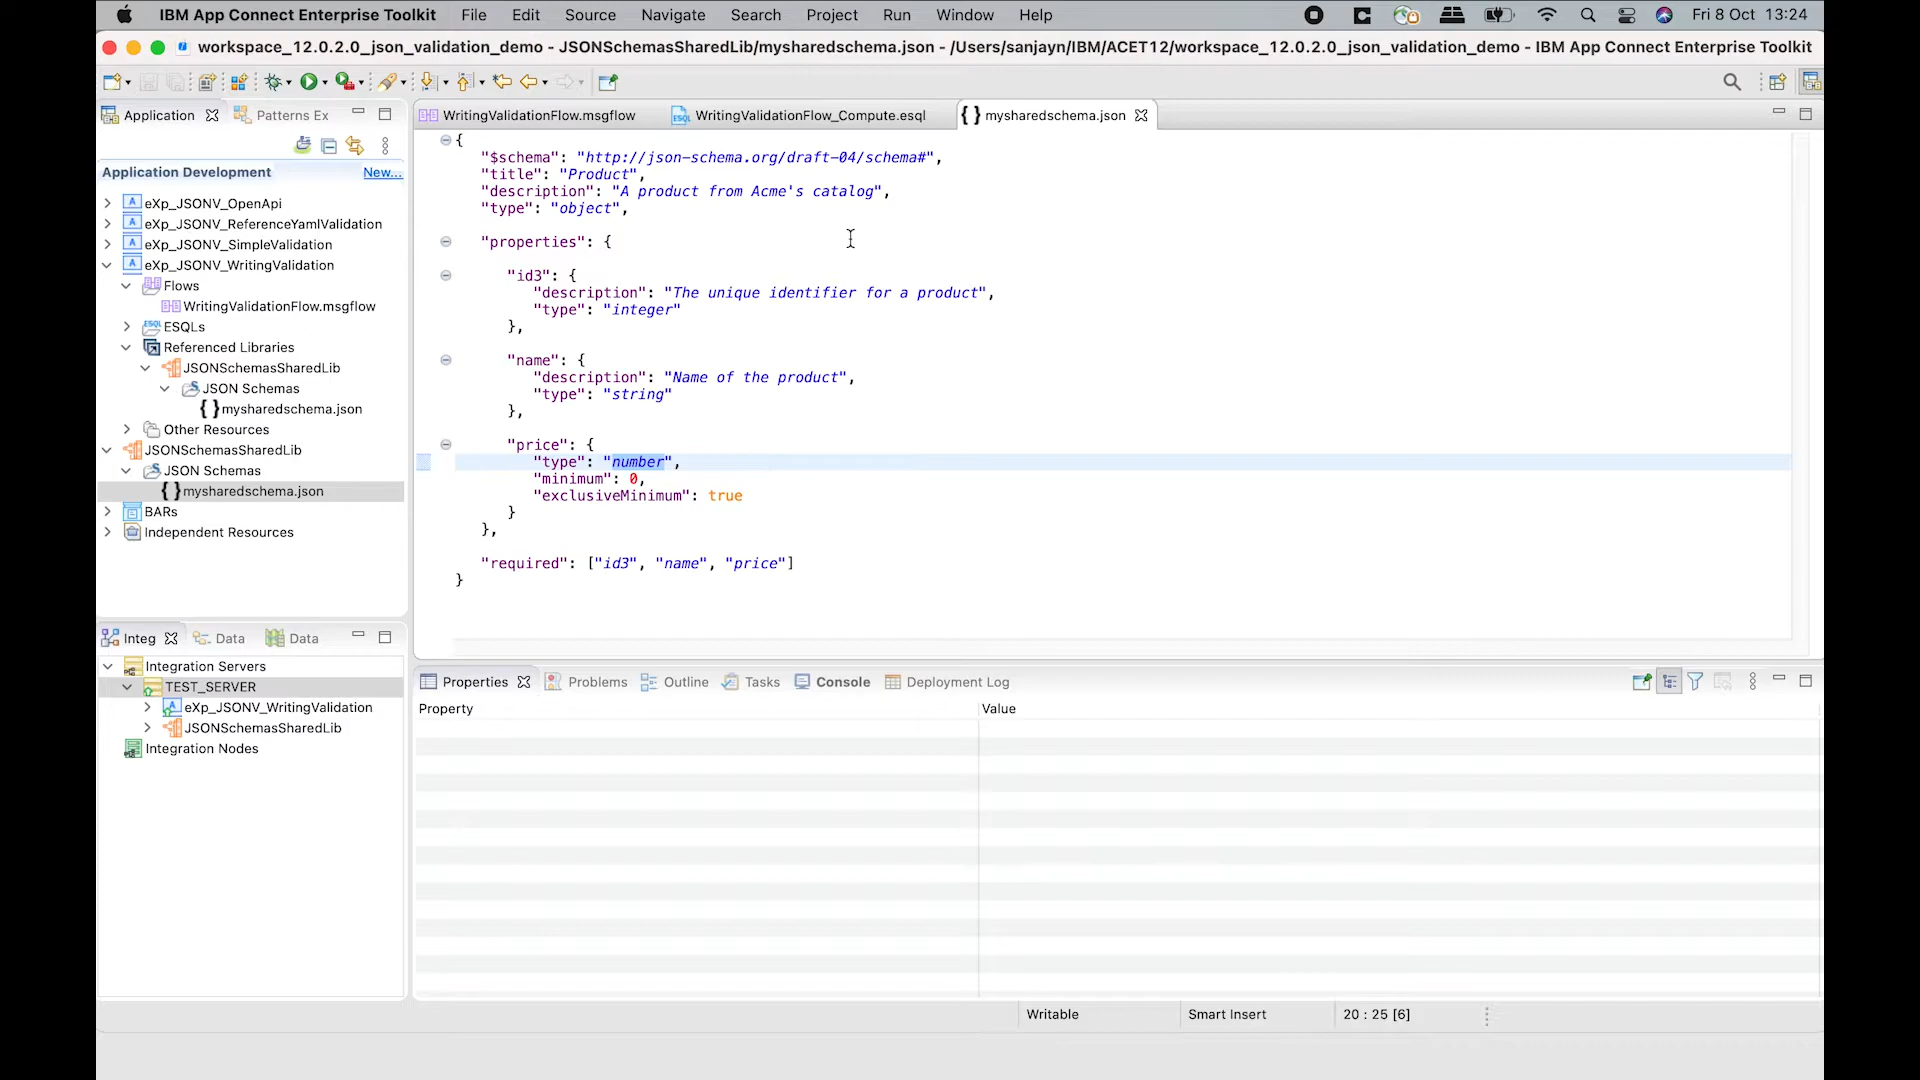 IBM App Connect Enterprise Toolkit File Edit Source Navigate Search Project Run Window Help Fri 8 Oct 13:24
workspace_12.0.2.0_json_validation_demo - JSONSchemasSharedLib/mysharedschema.json - /Users/sanjayn/IBM/ACET12/workspace_12.0.2.0_json_validation_demo - IBM App Connect Enterprise Toolkit
Application Patterns Ex
Application Development New...
eXp_JSONV_OpenApi
eXp_JSONV_ReferenceYamlValidation
eXp_JSONV_SimpleValidation
eXp_JSONV_WritingValidation
Flows
WritingValidationFlow.msgflow
ESQLs
Referenced Libraries
JSONSchemasSharedLib
JSON Schemas
{ }mysharedschema.json
Other Resources
JSONSchemasSharedLib
JSON Schemas
{ }mysharedschema.json
BARs
Independent Resources
WritingValidationFlow.msgflow WritingValidationFlow_Compute.esql { } mysharedschema.json
{
"$schema": "http://json-schema.org/draft-04/schema#",
"title": "Product",
"description": "A product from Acme's catalog",
"type": "object",
"properties": {
"id3": {
"description": "The unique identifier for a product",
"type": "integer"
},
"name": {
"description": "Name of the product",
"type": "string"
},
"price": {
"type": "number",
"minimum": 0,
"exclusiveMinimum": true
}
},
"required": ["id3", "name", "price"]
}
Integ Data Data
Integration Servers
TEST_SERVER
eXp_JSONV_WritingValidation
JSONSchemasSharedLib
Integration Nodes
Properties Problems Outline Tasks Console Deployment Log
Property Value
Writable Smart Insert 20 : 25 [6]